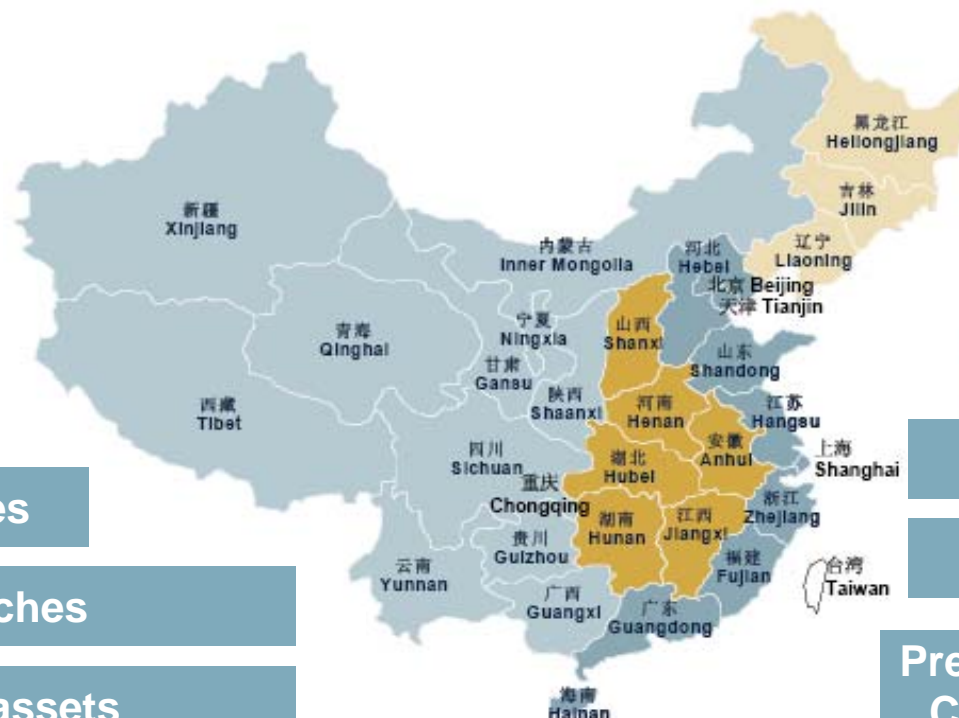 黑龙江
Heilongjiang
吉林
Jilin
辽宁
Liaoning
新疆
Xinjiang
内蒙古
Inner Mongolia
河北
Hebei
北京 Beijing
天津 Tianjin
宁夏
Ningxia
山西
Shanxi
青海
Qinghai
甘肃
Gansu
山东
Shandong
陕西
Shaanxi
河南
Henan
江苏
Hangsu
西藏
Tibet
四川
Sichuan
安徽
Anhui
上海
Shanghai
湖北
Hubei
重庆
Chongqing
浙江
Zhejiang
湖南
Hunan
江西
Jiangxi
贵川
Guizhou
福建
Fujian
云南
Yunnan
台湾
Taiwan
广西
Guangxi
广东
Guangdong
海南
Hainan
es
ches
assets
Pre
C